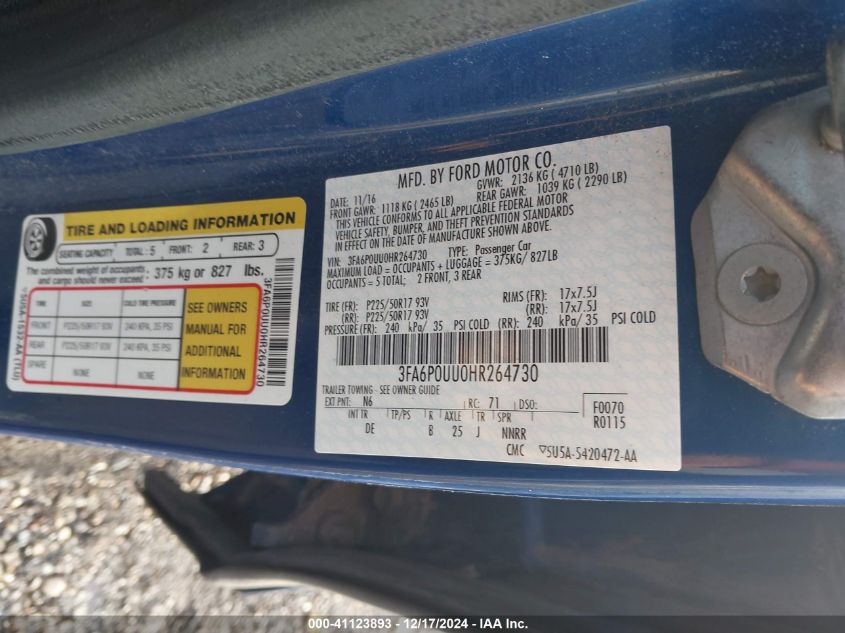 TIRE AND LOADING INFORMATION
SEATING CAPACITY TOTAL: 5 FRONT: 2 REAR: 3
The combined weight of occupants and cargo should never exceed: 375 kg or 827 lbs.
TIRE SIZE COLD TIRE PRESSURE
FRONT P225/50R17 93V 240 KPA, 35 PSI
REAR P225/50R17 93V 240 KPA, 35 PSI
SPARE NONE NONE
SEE OWNERS
MANUAL FOR
ADDITIONAL
INFORMATION
3FA6P0UU0HR264730
5U5A-1532-AA (TLU)
MFD. BY FORD MOTOR CO.
DATE: 11/16 GVWR: 2136 KG ( 4710 LB)
FRONT GAWR: 1118 KG ( 2465 LB) REAR GAWR: 1039 KG ( 2290 LB)
THIS VEHICLE CONFORMS TO ALL APPLICABLE FEDERAL MOTOR
VEHICLE SAFETY, BUMPER, AND THEFT PREVENTION STANDARDS
IN EFFECT ON THE DATE OF MANUFACTURE SHOWN ABOVE.
VIN: 3FA6P0UU0HR264730 TYPE: Passenger Car
MAXIMUM LOAD = OCCUPANTS + LUGGAGE = 375KG/ 827LB
OCCUPANTS = 5 TOTAL; 2 FRONT, 3 REAR
TIRE (FR): P225/50R17 93V RIMS (FR): 17x7.5J
(RR): P225/50R17 93V (RR): 17x7.5J
PRESSURE (FR): 240 kPa/ 35 PSI COLD (RR): 240 kPa/ 35 PSI COLD
3FA6P0UU0HR264730
TRAILER TOWING - SEE OWNER GUIDE
EXT PNT: N6 RC: 71 DSO: F0070
INT TR TP/PS R AXLE TR SPR R0115
DE B 25 J NNRR
CMC 5U5A-5420472-AA
000-41123893 - 12/17/2024 - IAA Inc.